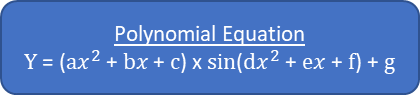 Polynomial Equation
Y = (ax² + bx + c) x sin(dx² + ex + f) + g